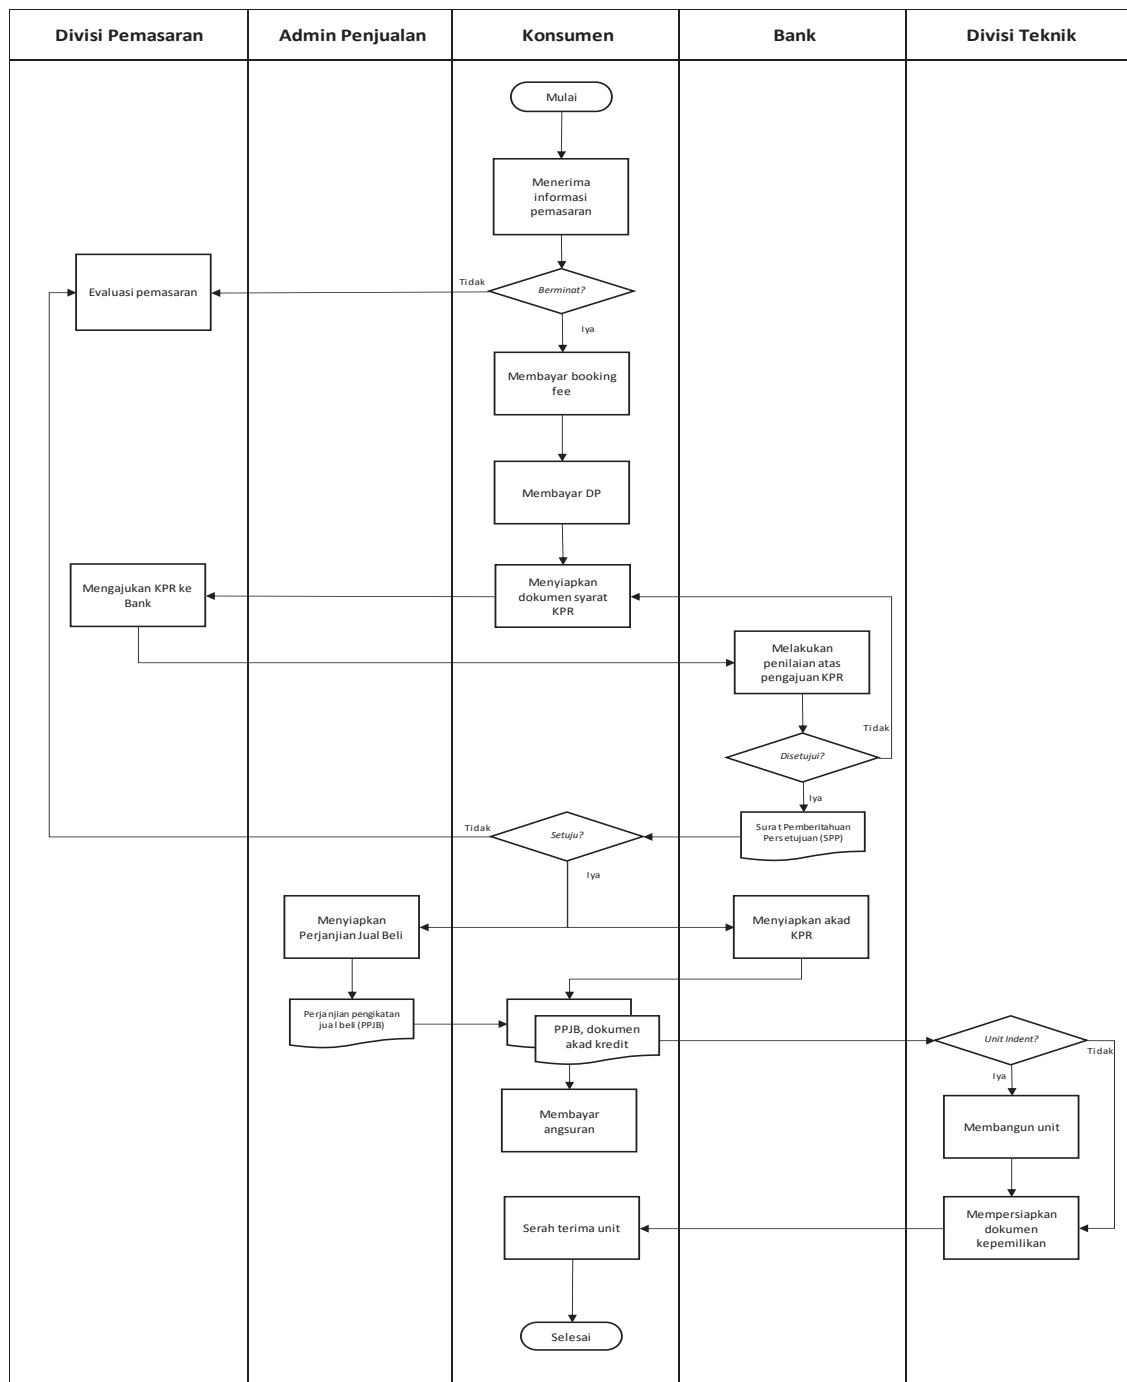 Divisi Pemasaran
Admin Penjualan
Konsumen
Bank
Divisi Teknik
Mulai
Menerima
informasi
pemasaran
Evaluasi pemasaran
Tidak
Berminat?
Iya
Membayar booking
fee
Membayar DP
Mengajukan KPR ke
Bank
Menyiapkan
dokumen syarat
KPR
Melakukan
penilaian atas
pengajuan KPR
Tidak
Disetujui?
Iya
Tidak
Setuju?
Surat Pemberitahuan
Persetujuan (SPP)
Iya
Menyiapkan
Perjanjian Jual Beli
Menyiapkan akad
KPR
Perjanjian pengikatan
jual beli (PPJB)
PPJB, dokumen
akad kredit
Unit Indent?
Tidak
Iya
Membayar
angsuran
Membangun unit
Serah terima unit
Mempersiapkan
dokumen
kepemilikan
Selesai